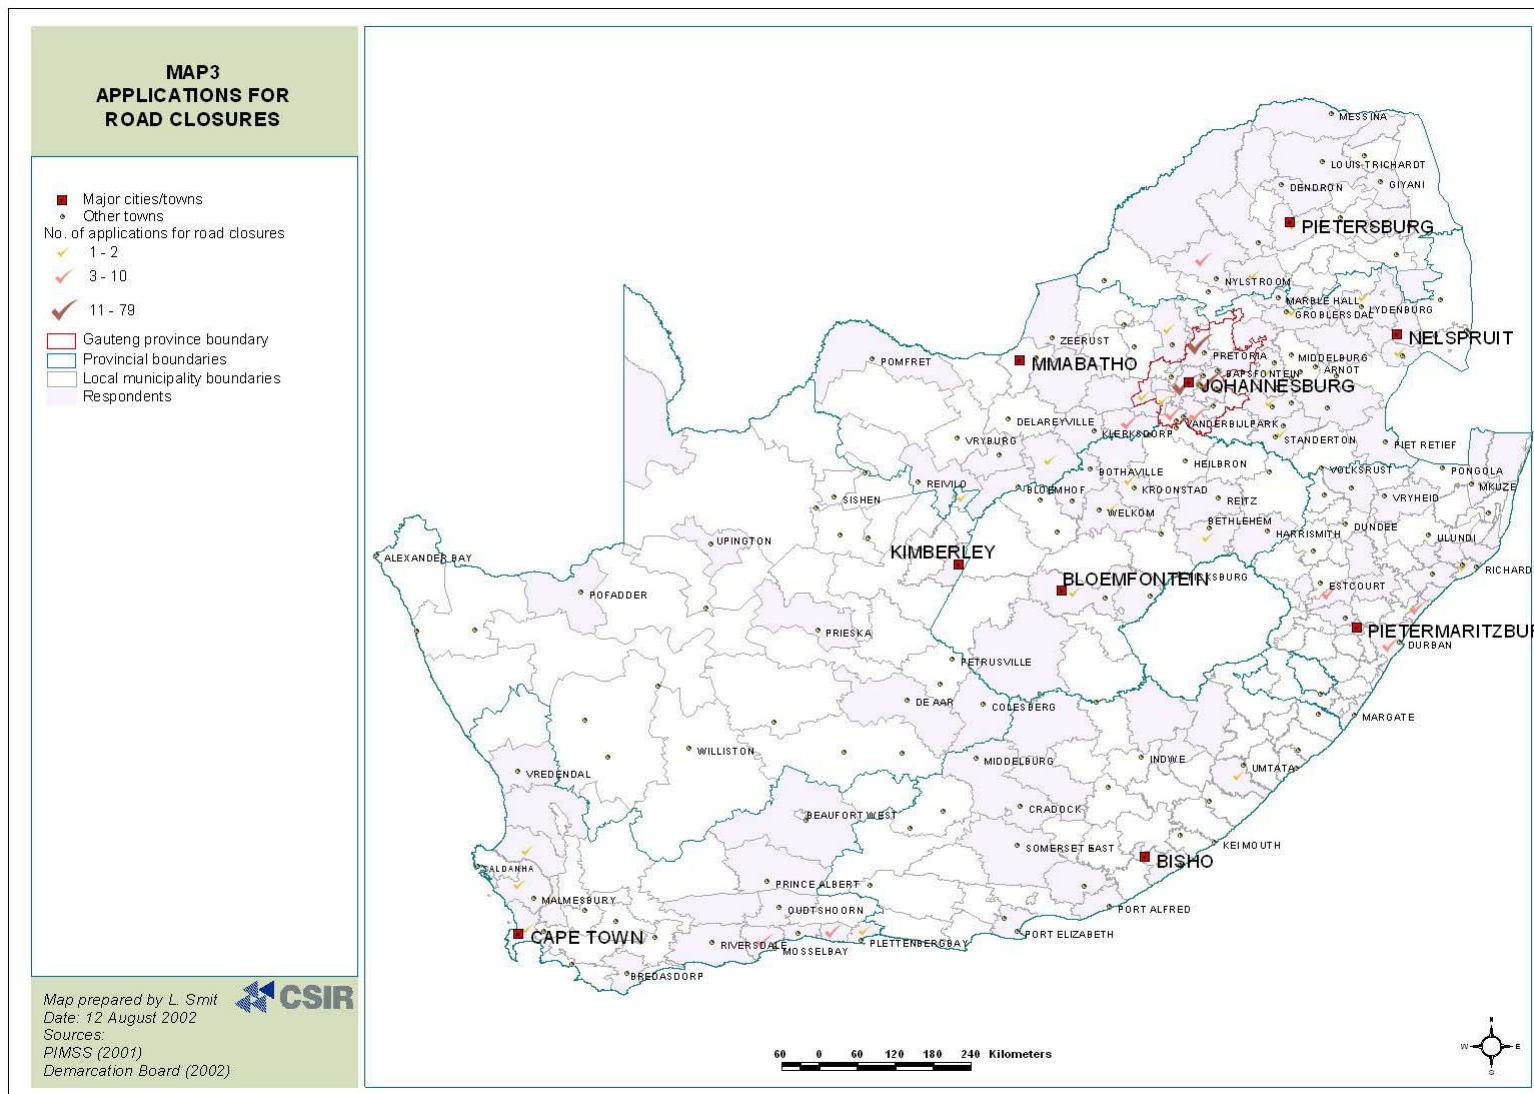 MAP3
APPLICATIONS FOR
ROAD CLOSURES
Major cities/towns
Other towns
No. of applications for road closures
1 - 2
3 - 10
11 - 79
Gauteng province boundary
Provincial boundaries
Local municipality boundaries
Respondents
Map prepared by L. Smit
CSIR
Date: 12 August 2002
Sources:
PIMSS (2001)
Demarcation Board (2002)
MESSINA
LOUIS TRICHARDT
DENDRON
GIYANI
PIETERSBURG
NYLSTROOM
MARBLE HALL
LYDENBURG
GROBLERSDAL
NELSPRUIT
ZEERUST
PRETORIA
MIDDELBURG
POMFRET
MMABATHO
BAPSFONTEIN
ARNOT
JOHANNESBURG
DELAREYVILLE
VANDERBIJLPARK
KLERKSDORP
VRYBURG
STANDERTON
PIET RETIEF
HEILBRON
BOTHAVILLE
VOLKSRUST
PONGOLA
REIVILO
BLOEMHOF
KROONSTAD
MKUZE
SISHEN
REITZ
VRYHEID
WELKOM
BETHLEHEM
DUNDEE
HARRISMITH
ULUNDI
UPINGTON
KIMBERLEY
ALEXANDER BAY
RICHARD
BLOEMFONTEIN
KSBURG
ESTCOURT
POFADDER
PRIESKA
PIETERMARITZBUR
DURBAN
PETRUSVILLE
DE AAR
COLESBERG
MARGATE
WILLISTON
MIDDELBURG
INDWE
UMTATA
VREDENDAL
CRADOCK
BEAUFORT WEST
SOMERSET EAST
KEI MOUTH
BISHO
SALDANHA
PRINCE ALBERT
MALMESBURY
OUDTSHOORN
PORT ALFRED
CAPE TOWN
PORT ELIZABETH
RIVERSDALE
PLETTENBERGBAY
MOSSELBAY
BREDASDORP
60 0 60 120 180 240 Kilometers
N
W E
S